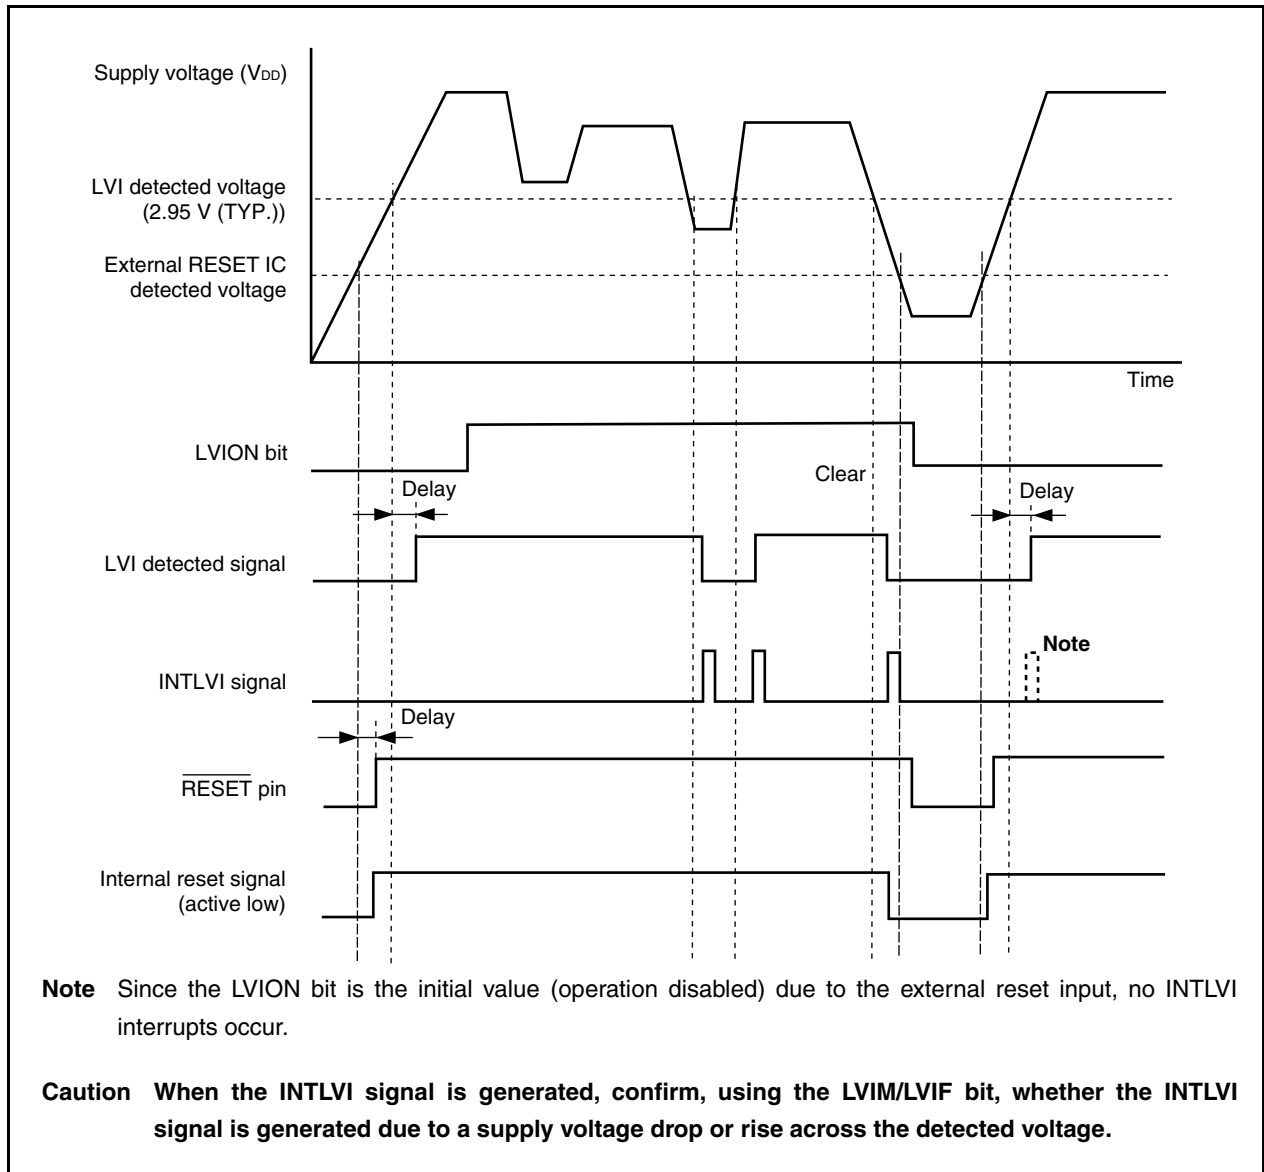 Supply voltage (VDD)
LVI detected voltage
(2.95 V (TYP.))
External RESET IC
detected voltage
Time
LVION bit
Clear
Delay
Delay
LVI detected signal
Note
INTLVI signal
Delay
RESET pin
Internal reset signal
(active low)
Note Since the LVION bit is the initial value (operation disabled) due to the external reset input, no INTLVI
interrupts occur.
Caution When the INTLVI signal is generated, confirm, using the LVIM/LVIF bit, whether the INTLVI
signal is generated due to a supply voltage drop or rise across the detected voltage.